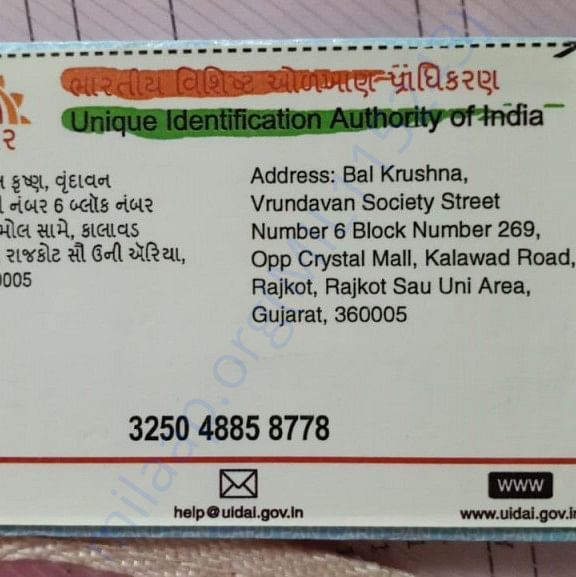 ભારતીય વિશિષ્ટ ઓળખાણ પ્રાધિકરણ
Unique Identification Authority of India
કૃષ્ણ, વૃંદાવન
નંબર 6 બ્લૉક નંબર
મોલ સામે, કાલાવડ
રાજકોટ સૌ ઉની ઍરિયા,
0005
Address: Bal Krushna,
Vrundavan Society Street
Number 6 Block Number 269,
Opp Crystal Mall, Kalawad Road,
Rajkot, Rajkot Sau Uni Area,
Gujarat, 360005
3250 4885 8778
help@uidai.gov.in
www
www.uidai.gov.in